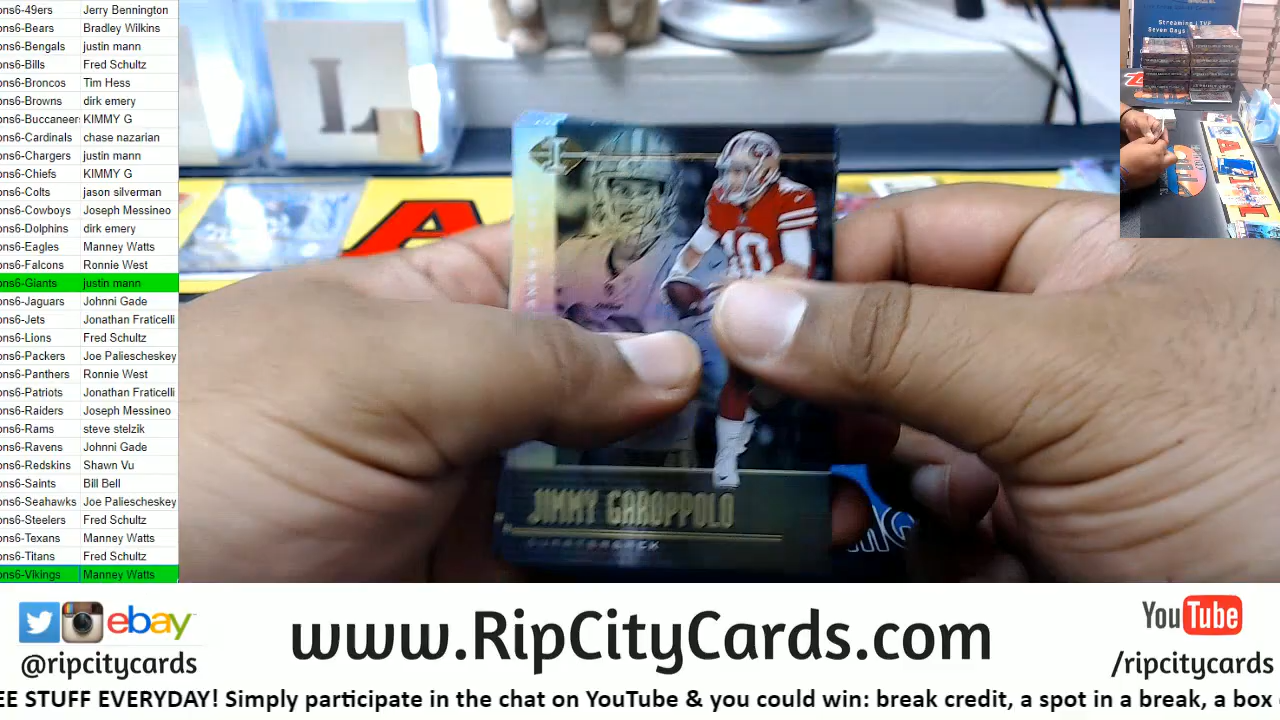 ons6-49ers Jerry Bennington
ons6-Bears Bradley Wilkins
ons6-Bengals justin mann
ons6-Bills Fred Schultz
ons6-Broncos Tim Hess
ons6-Browns dirk emery
ons6-Buccaneers KIMMY G
ons6-Cardinals chase nazarian
ons6-Chargers justin mann
ons6-Chiefs KIMMY G
ons6-Colts jason silverman
ons6-Cowboys Joseph Messineo
ons6-Dolphins dirk emery
ons6-Eagles Manney Watts
ons6-Falcons Ronnie West
ons6-Giants justin mann
ons6-Jaguars Johnni Gade
ons6-Jets Jonathan Fraticelli
ons6-Lions Fred Schultz
ons6-Packers Joe Paliescheskey
ons6-Panthers Ronnie West
ons6-Patriots Jonathan Fraticelli
ons6-Raiders Joseph Messineo
ons6-Rams steve stelzik
ons6-Ravens Johnni Gade
ons6-Redskins Shawn Vu
ons6-Saints Bill Bell
ons6-Seahawks Joe Paliescheskey
ons6-Steelers Fred Schultz
ons6-Texans Manney Watts
ons6-Titans Fred Schultz
ons6-Vikings Manney Watts
Streaming LIVE
Seven Days
I
10
JIMMY GAROPPOLO
QUARTERBACK
A
ebay
@ripcitycards
www.RipCityCards.com
YouTube
/ripcitycards
EE STUFF EVERYDAY! Simply participate in the chat on YouTube & you could win: break credit, a spot in a break, a box